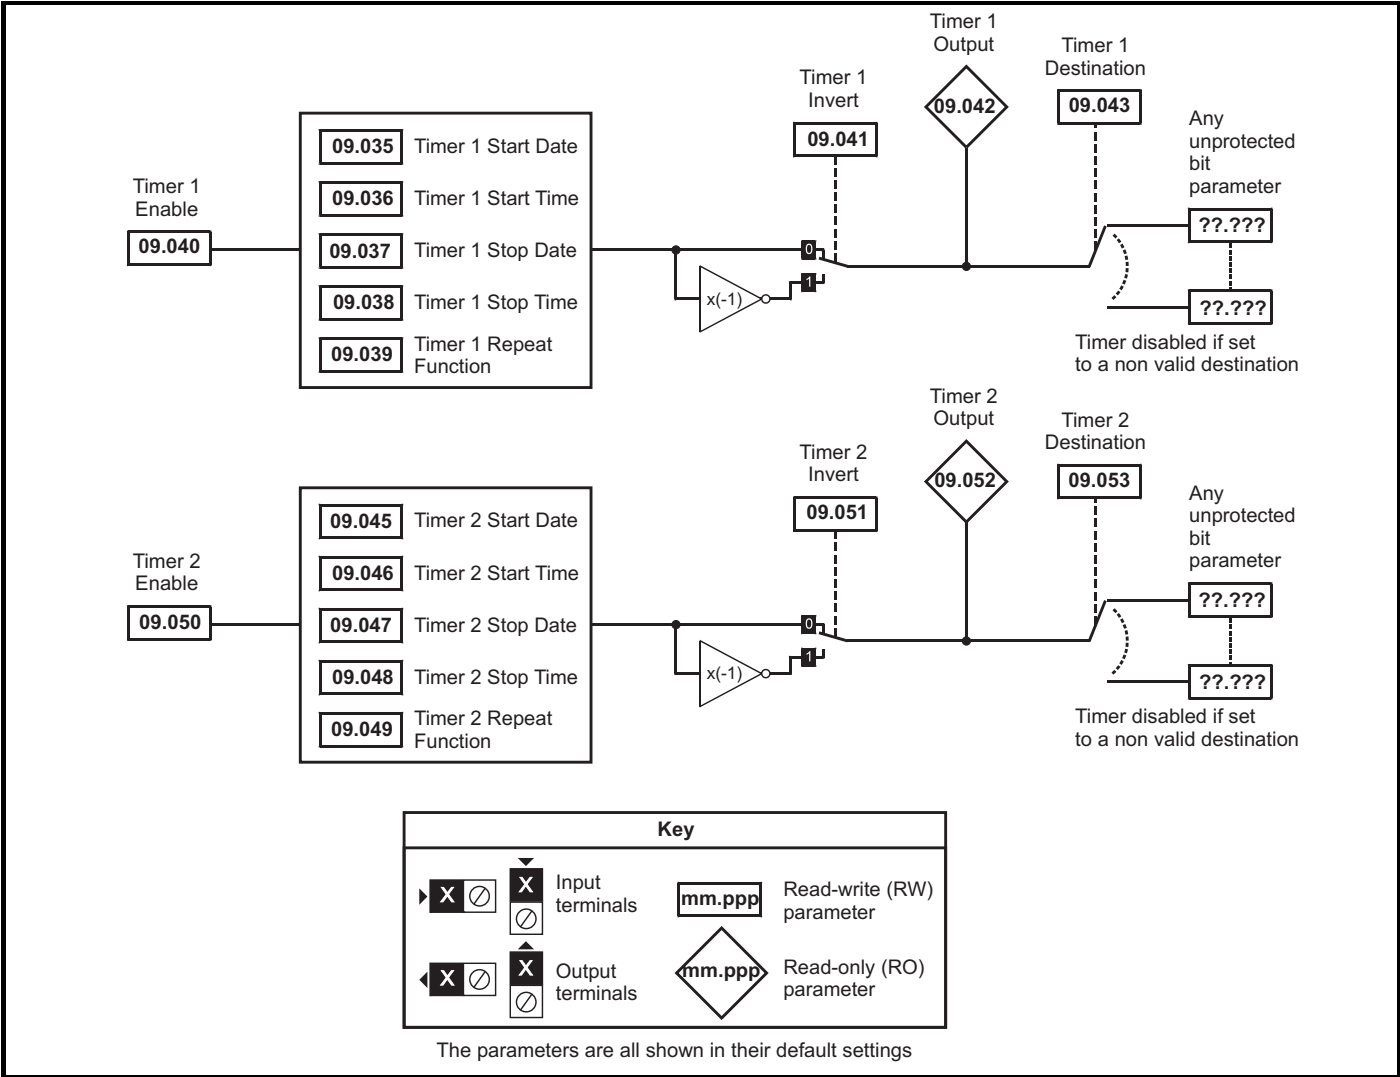 Timer 1
Output
Timer 1
Destination
Timer 1
Invert
09.042
09.043
Any
unprotected
bit
parameter
09.041
09.035 Timer 1 Start Date
Timer 1
Enable
09.036 Timer 1 Start Time
??.???
09.040
09.037 Timer 1 Stop Date
0
1
x(-1)
09.038 Timer 1 Stop Time
??.???
09.039 Timer 1 Repeat
Function
Timer disabled if set
to a non valid destination
Timer 2
Output
Timer 2
Destination
Timer 2
Invert
09.052
09.053
Any
unprotected
bit
parameter
09.051
09.045 Timer 2 Start Date
Timer 2
Enable
09.046 Timer 2 Start Time
??.???
09.050
09.047 Timer 2 Stop Date
0
1
x(-1)
09.048 Timer 2 Stop Time
??.???
09.049 Timer 2 Repeat
Function
Timer disabled if set
to a non valid destination
Key
X
X
Input
terminals
mm.ppp
Read-write (RW)
parameter
X
X
Output
terminals
mm.ppp
Read-only (RO)
parameter
The parameters are all shown in their default settings